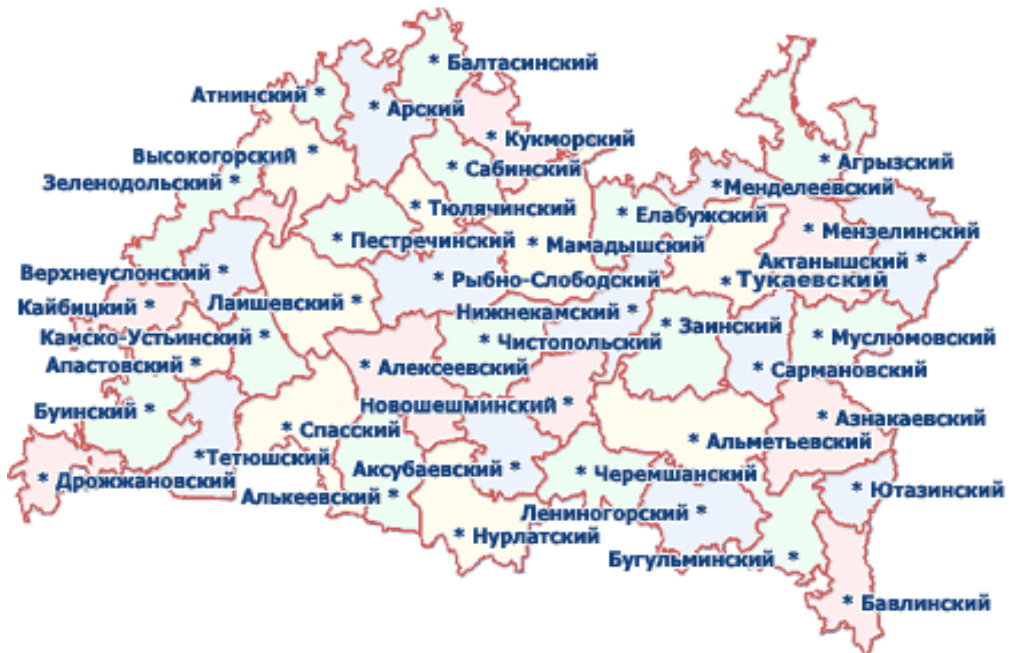 * Балтасинский
Атнинский *
* Арский
* Кукморский
Высокогорский *
* Агрызский
* Сабинский
Зеленодольский *
*Менделеевский
* Тюлячинский
* Елабужский
* Мензелинский
* Пестречинский
* Мамадышский
Актанышский *
Верхнеуслонский *
* Рыбно-Слободский
* Тукаевский
Кайбицкий *
Лаишевский *
Нижнекамский *
* Заинский
Камско-Устьинский *
* Чистопольский
* Муслюмовский
Апастовский *
* Алексеевский
* Сармановский
Буинский *
Новошешминский *
* Азнакаевский
* Спасский
* Альметьевский
*Тетюшский
Аксубаевский *
* Черемшанский
* Дрожжановский
Алькеевский *
* Ютазинский
Лениногорский *
* Нурлатский
Бугульминский *
* Бавлинский